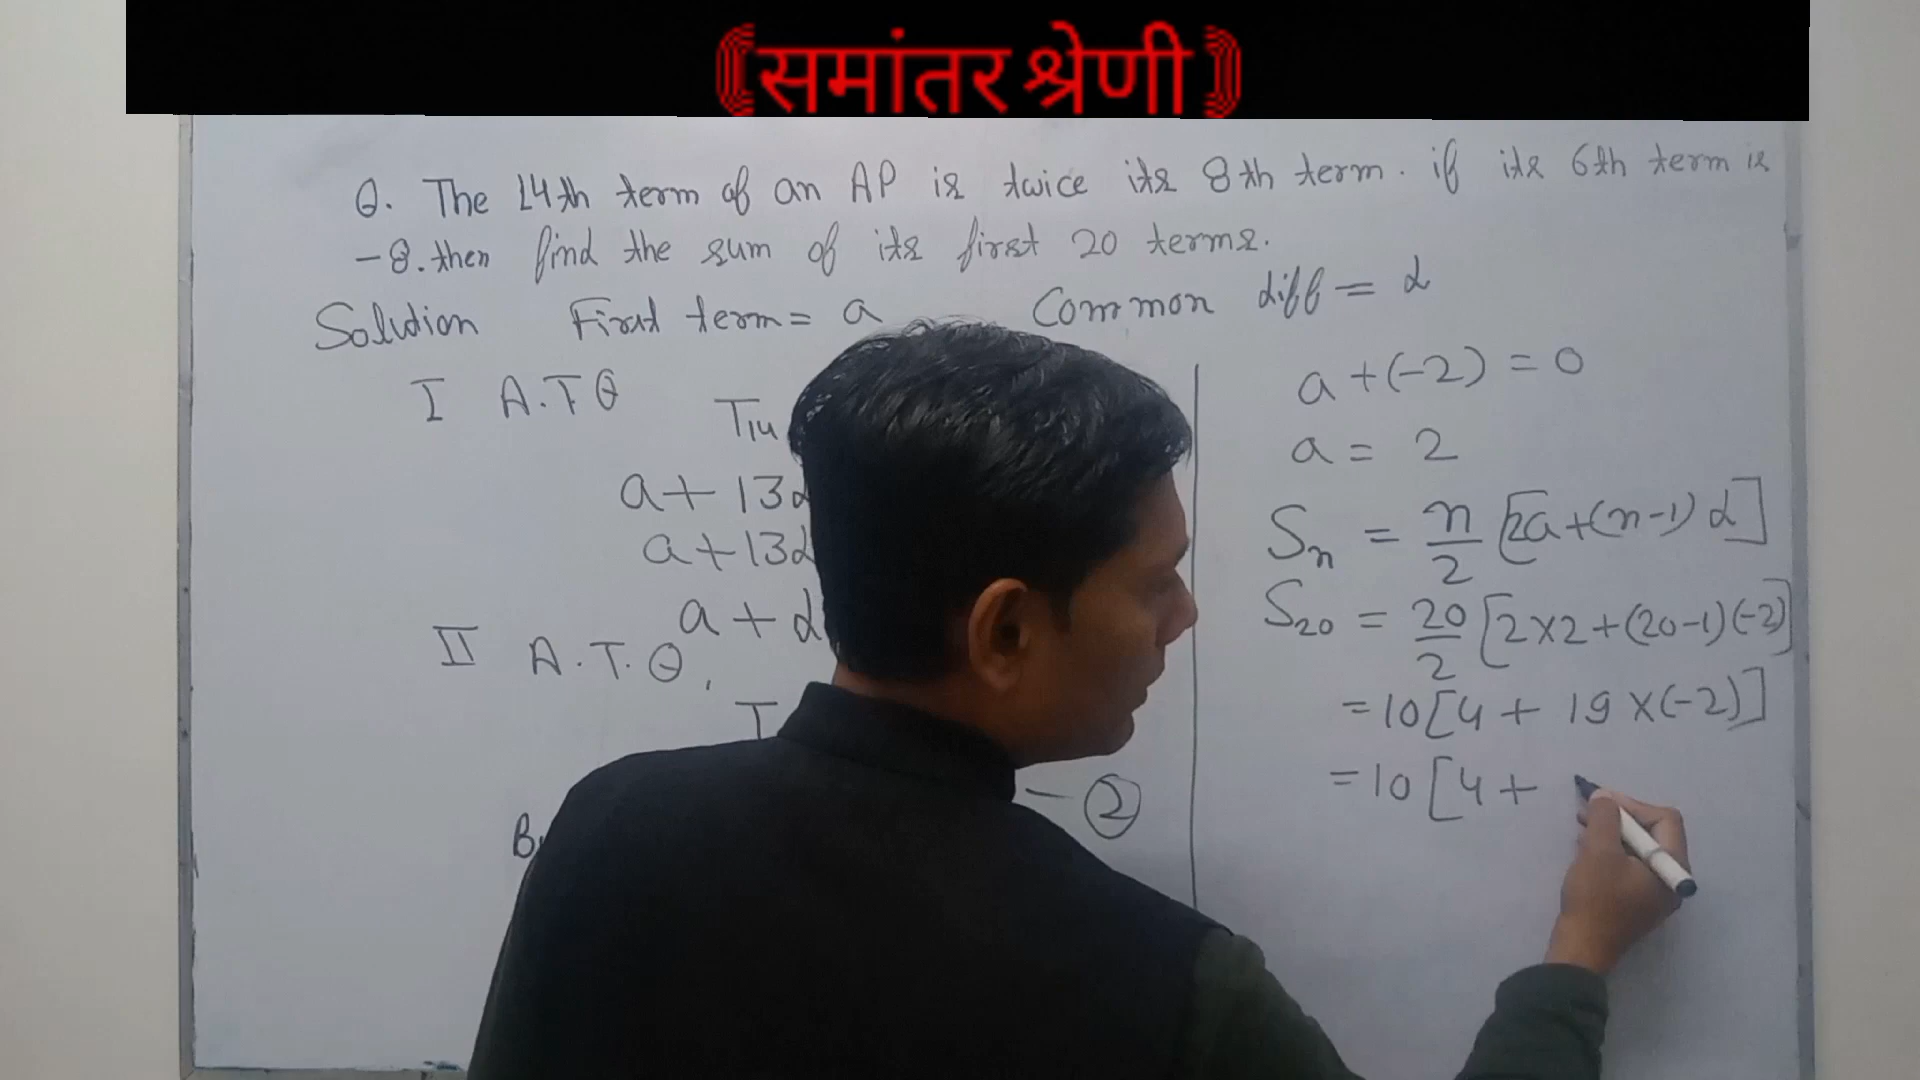 समांतर श्रेणी
Q. The 14th term of an AP is twice its 8th term. if its 6th term is
-8. then find the sum of its first 20 terms.
Solution First term = a Common diff = d
I A.T.Q
T14
a + 13d
a + 13d
a + d
II A.T.Q,
T
- 2
a + (-2) = 0
a = 2
Sn = n/2 [2a + (n-1) d]
S20 = 20/2 [2×2 + (20-1) (-2)]
= 10 [4 + 19 × (-2)]
= 10 [4 +